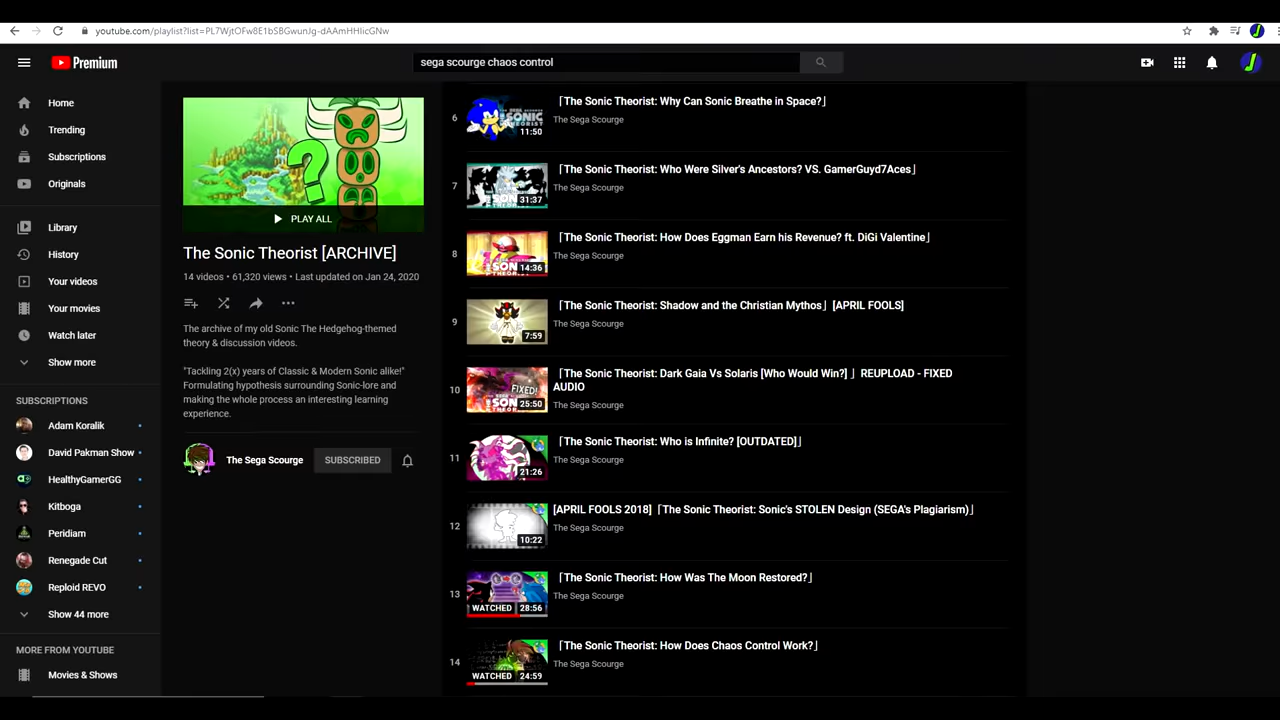 youtube.com/playlist?list=PL7WjtOFw8E1bSBGwunJg-dAAmHHIicGNw
Premium
sega scourge chaos control
Home
Trending
Subscriptions
Originals
Library
History
Your videos
Your movies
Watch later
Show more
SUBSCRIPTIONS
Adam Koralik
David Pakman Show
HealthyGamerGG
Kitboga
Peridiam
Renegade Cut
Reploid REVO
Show 44 more
MORE FROM YOUTUBE
Movies & Shows
?
PLAY ALL
The Sonic Theorist [ARCHIVE]
14 videos • 61,320 views • Last updated on Jan 24, 2020
The archive of my old Sonic The Hedgehog-themed
theory & discussion videos.
"Tackling 2(x) years of Classic & Modern Sonic alike!"
Formulating hypothesis surrounding Sonic-lore and
making the whole process an interesting learning
experience.
The Sega Scourge
SUBSCRIBED
6
11:50
「The Sonic Theorist: Why Can Sonic Breathe in Space?」
The Sega Scourge
7
31:37
「The Sonic Theorist: Who Were Silver's Ancestors? VS. GamerGuyd7Aces」
The Sega Scourge
8
14:36
「The Sonic Theorist: How Does Eggman Earn his Revenue? ft. DiGi Valentine」
The Sega Scourge
9
7:59
「The Sonic Theorist: Shadow and the Christian Mythos」 [APRIL FOOLS]
The Sega Scourge
10
FIXED!
25:50
「The Sonic Theorist: Dark Gaia Vs Solaris [Who Would Win?] 」 REUPLOAD - FIXED
AUDIO
The Sega Scourge
11
21:26
「The Sonic Theorist: Who is Infinite? [OUTDATED]」
The Sega Scourge
12
10:22
[APRIL FOOLS 2018] 「The Sonic Theorist: Sonic's STOLEN Design (SEGA's Plagiarism)」
The Sega Scourge
13
WATCHED 28:56
「The Sonic Theorist: How Was The Moon Restored?」
The Sega Scourge
14
WATCHED 24:59
「The Sonic Theorist: How Does Chaos Control Work?」
The Sega Scourge